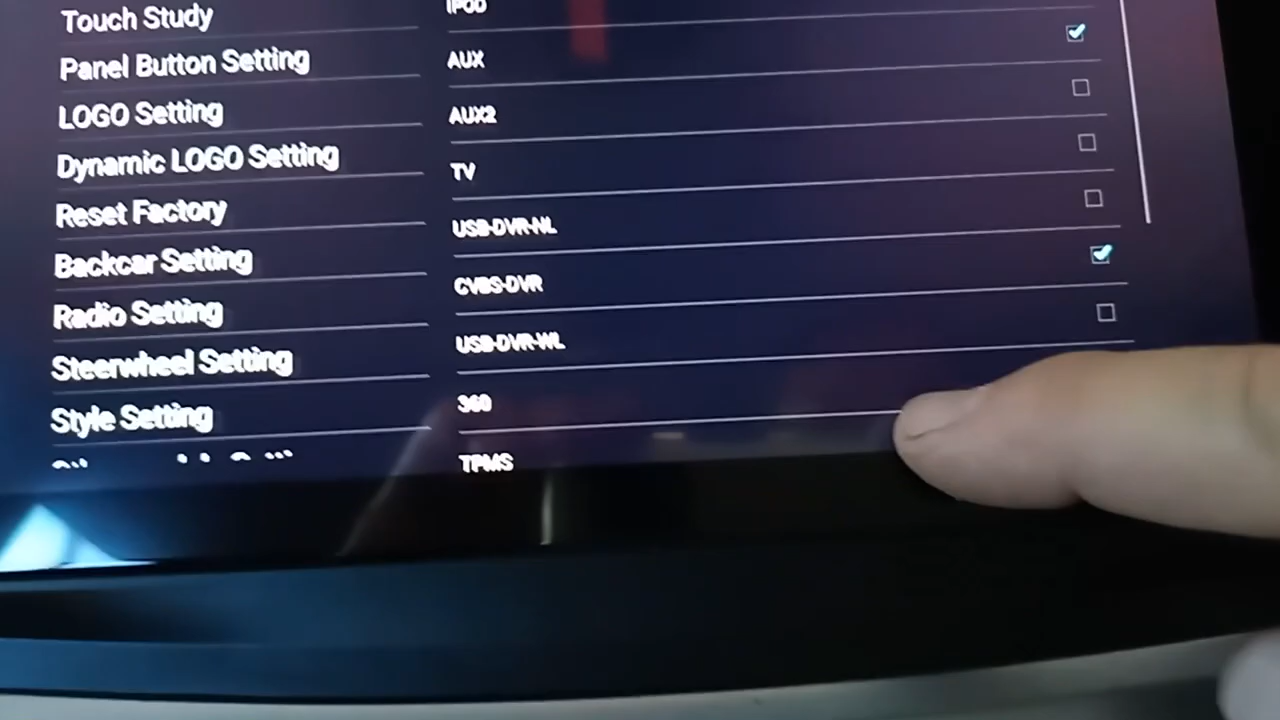 Touch Study
Panel Button Setting
LOGO Setting
Dynamic LOGO Setting
Reset Factory
Backcar Setting
Radio Setting
Steerwheel Setting
Style Setting
IPOD
AUX
AUX2
TV
USB-DVR-NL
CVBS-DVR
USB-DVR-WL
360
TPMS